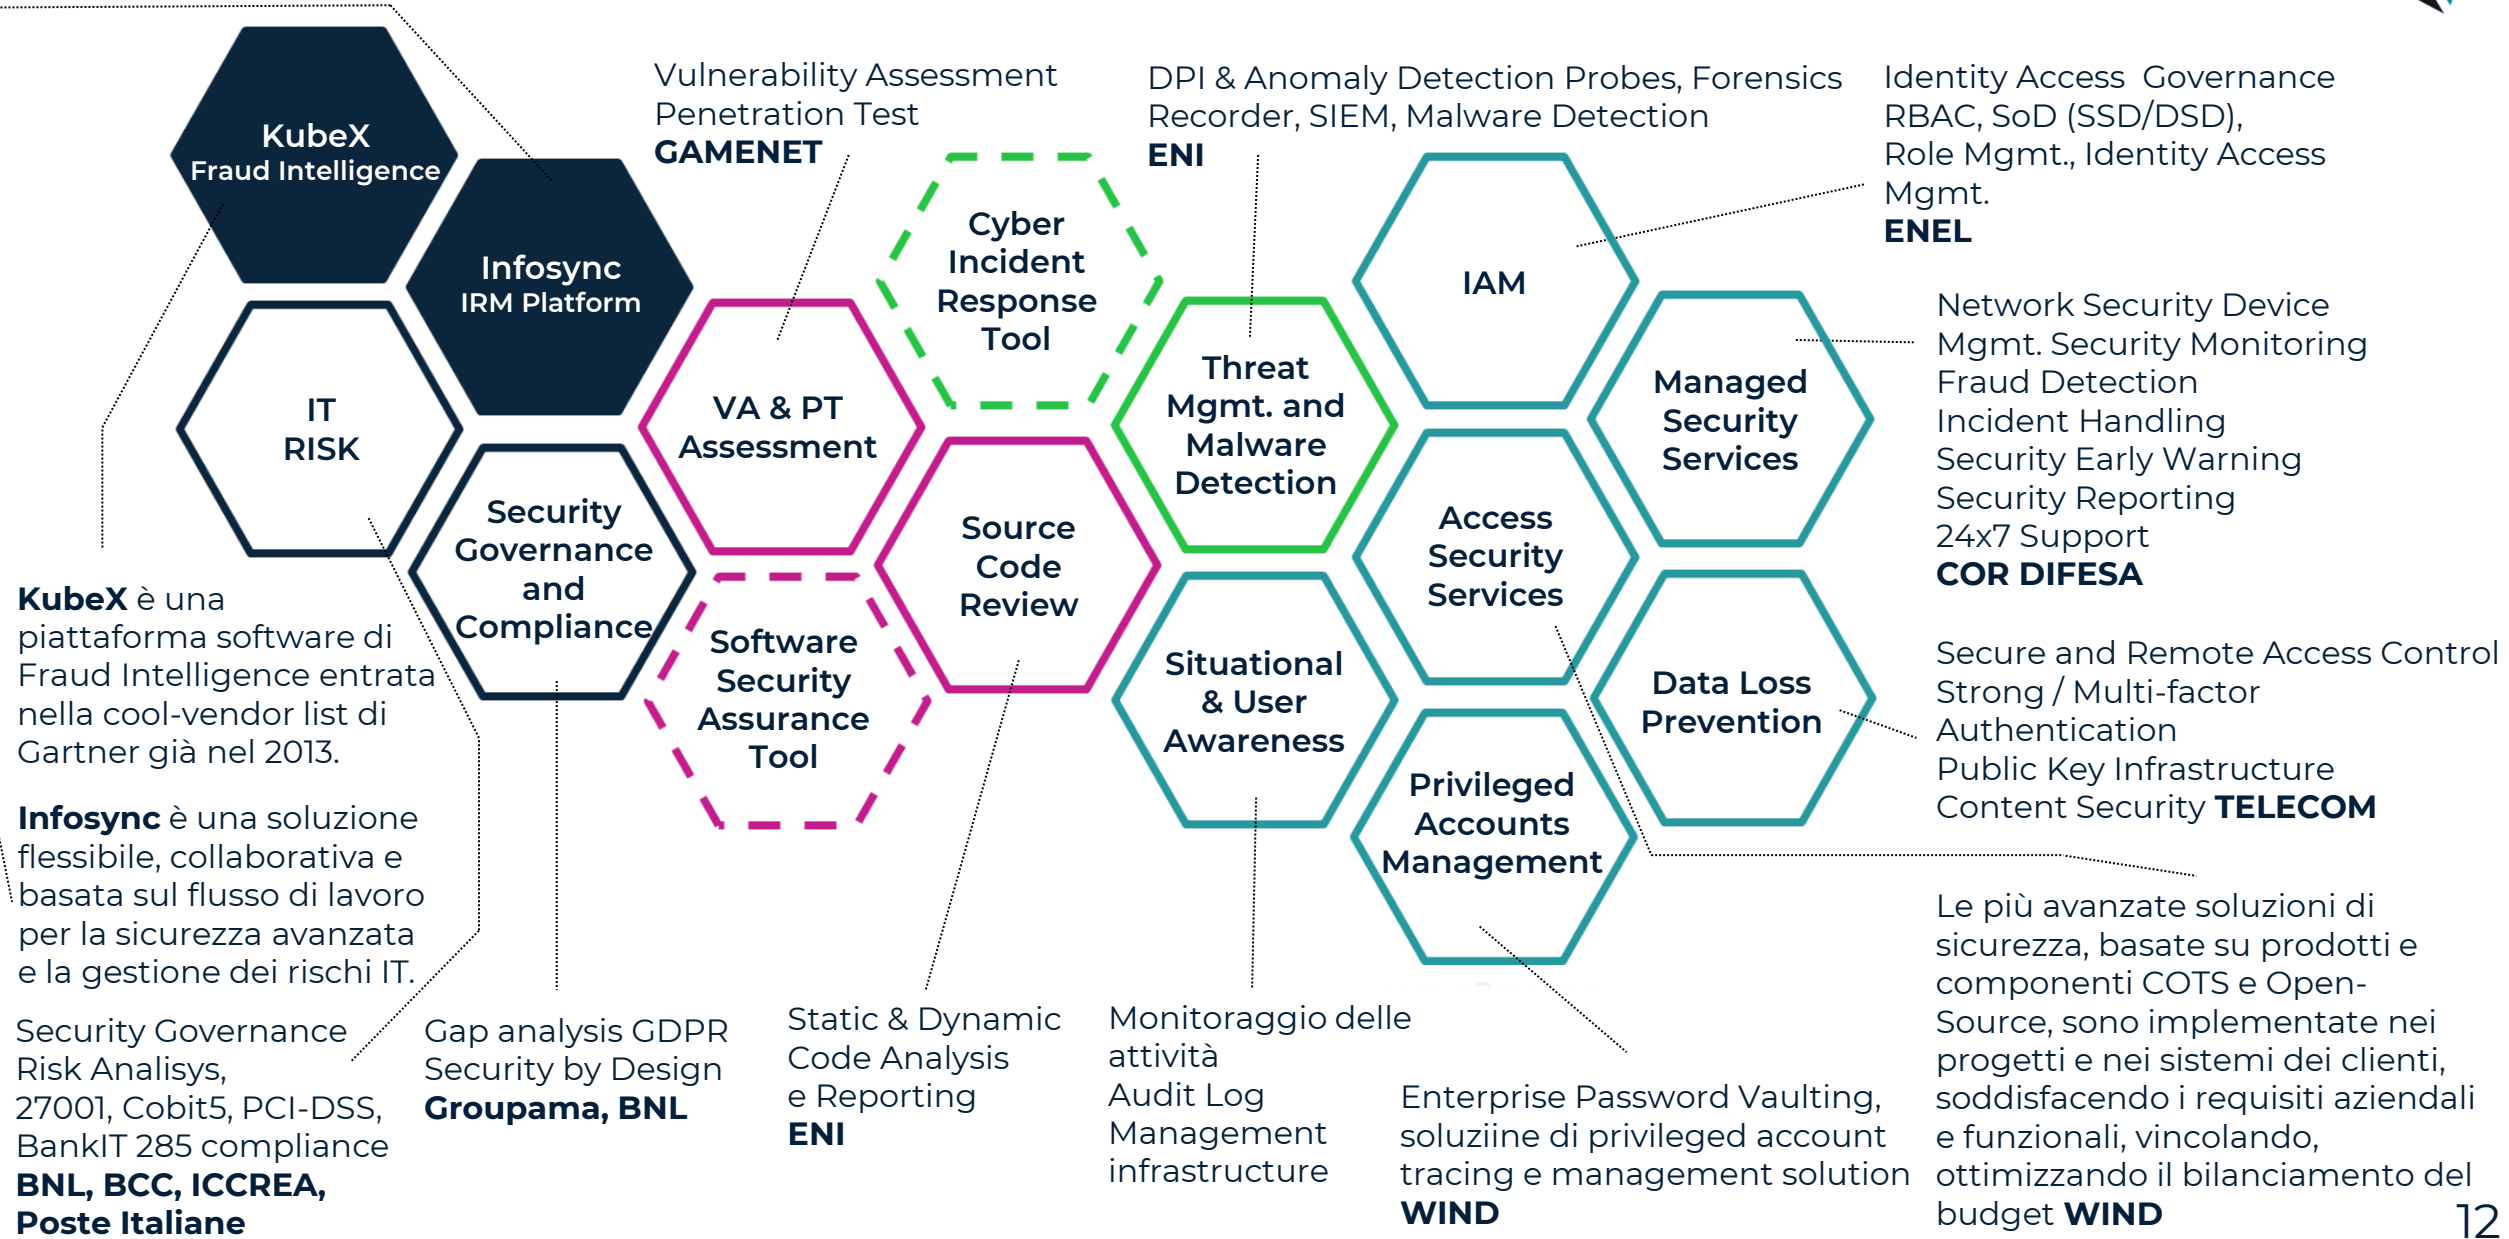 KubeX
Fraud Intelligence
Infosync
IRM Platform
IT
RISK
Security
Governance
and
Compliance
Vulnerability Assessment
Penetration Test
GAMENET
VA & PT
Assessment
Software
Security
Assurance
Tool
Cyber
Incident
Response
Tool
Source
Code
Review
DPI & Anomaly Detection Probes, Forensics
Recorder, SIEM, Malware Detection
ENI
Threat
Mgmt. and
Malware
Detection
Situational
& User
Awareness
IAM
Access
Security
Services
Privileged
Accounts
Management
Managed
Security
Services
Data Loss
Prevention
Identity Access  Governance
RBAC, SoD (SSD/DSD),
Role Mgmt., Identity Access
Mgmt.
ENEL
Network Security Device
Mgmt. Security Monitoring
Fraud Detection
Incident Handling
Security Early Warning
Security Reporting
24x7 Support
COR DIFESA
Secure and Remote Access Control
Strong / Multi-factor
Authentication
Public Key Infrastructure
Content Security TELECOM
KubeX è una
piattaforma software di
Fraud Intelligence entrata
nella cool-vendor list di
Gartner già nel 2013.
Infosync è una soluzione
flessibile, collaborativa e
basata sul flusso di lavoro
per la sicurezza avanzata
e la gestione dei rischi IT.
Security Governance
Risk Analisys,
27001, Cobit5, PCI-DSS,
BankIT 285 compliance
BNL, BCC, ICCREA,
Poste Italiane
Gap analysis GDPR
Security by Design
Groupama, BNL
Static & Dynamic
Code Analysis
e Reporting
ENI
Monitoraggio delle
attività
Audit Log
Management
infrastructure
Enterprise Password Vaulting,
soluziine di privileged account
tracing e management solution
WIND
Le più avanzate soluzioni di
sicurezza, basate su prodotti e
componenti COTS e Open-
Source, sono implementate nei
progetti e nei sistemi dei clienti,
soddisfacendo i requisiti aziendali
e funzionali, vincolando,
ottimizzando il bilanciamento del
budget WIND
12